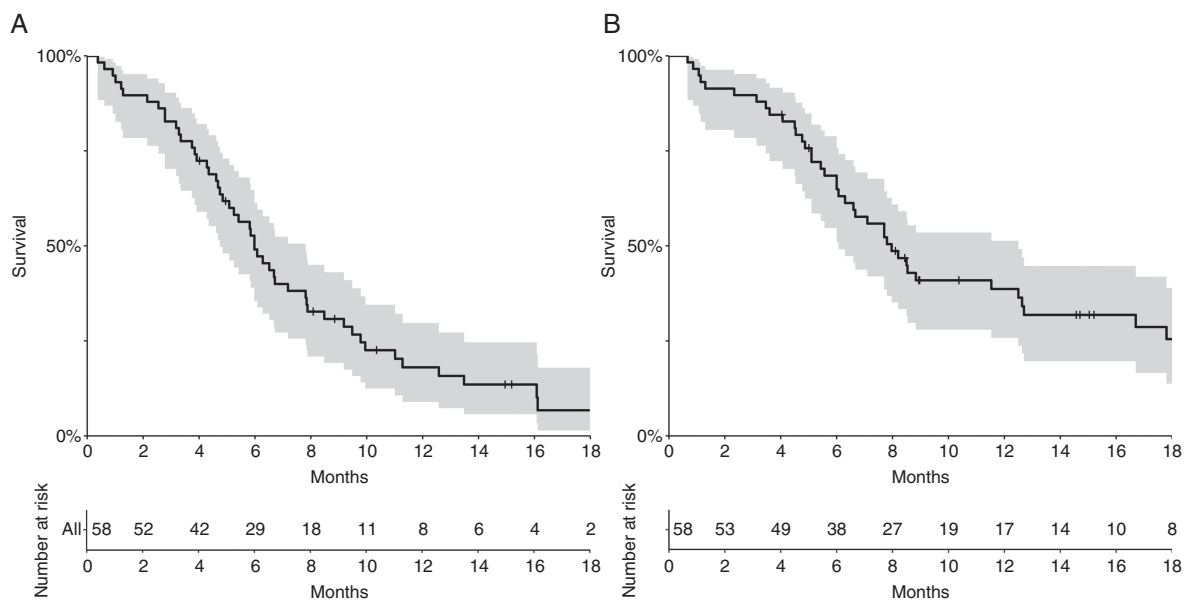 A
100%
50%
0%
Survival
0 2 4 6 8 10 12 14 16 18
Months
Number at risk
All 58 52 42 29 18 11 8 6 4 2
0 2 4 6 8 10 12 14 16 18
Months
B
100%
50%
0%
Survival
0 2 4 6 8 10 12 14 16 18
Months
Number at risk
58 53 49 38 27 19 17 14 10 8
0 2 4 6 8 10 12 14 16 18
Months